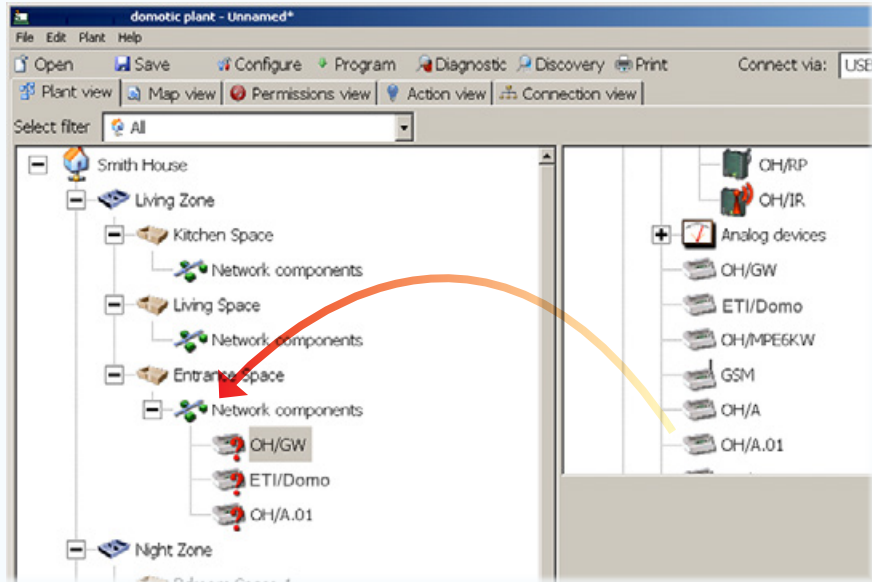 domotic plant - Unnamed*
File Edit Plant Help
Open Save Configure Program Diagnostic Discovery Print Connect via: USB
Plant view Map view Permissions view Action view Connection view
Select filter All
Smith House
Living Zone
Kitchen Space
Network components
Living Space
Network components
Entrance Space
Network components
OH/GW
ETI/Domo
OH/A.01
Night Zone
OH/RP
OH/IR
Analog devices
OH/GW
ETI/Domo
OH/MPE6KW
GSM
OH/A
OH/A.01